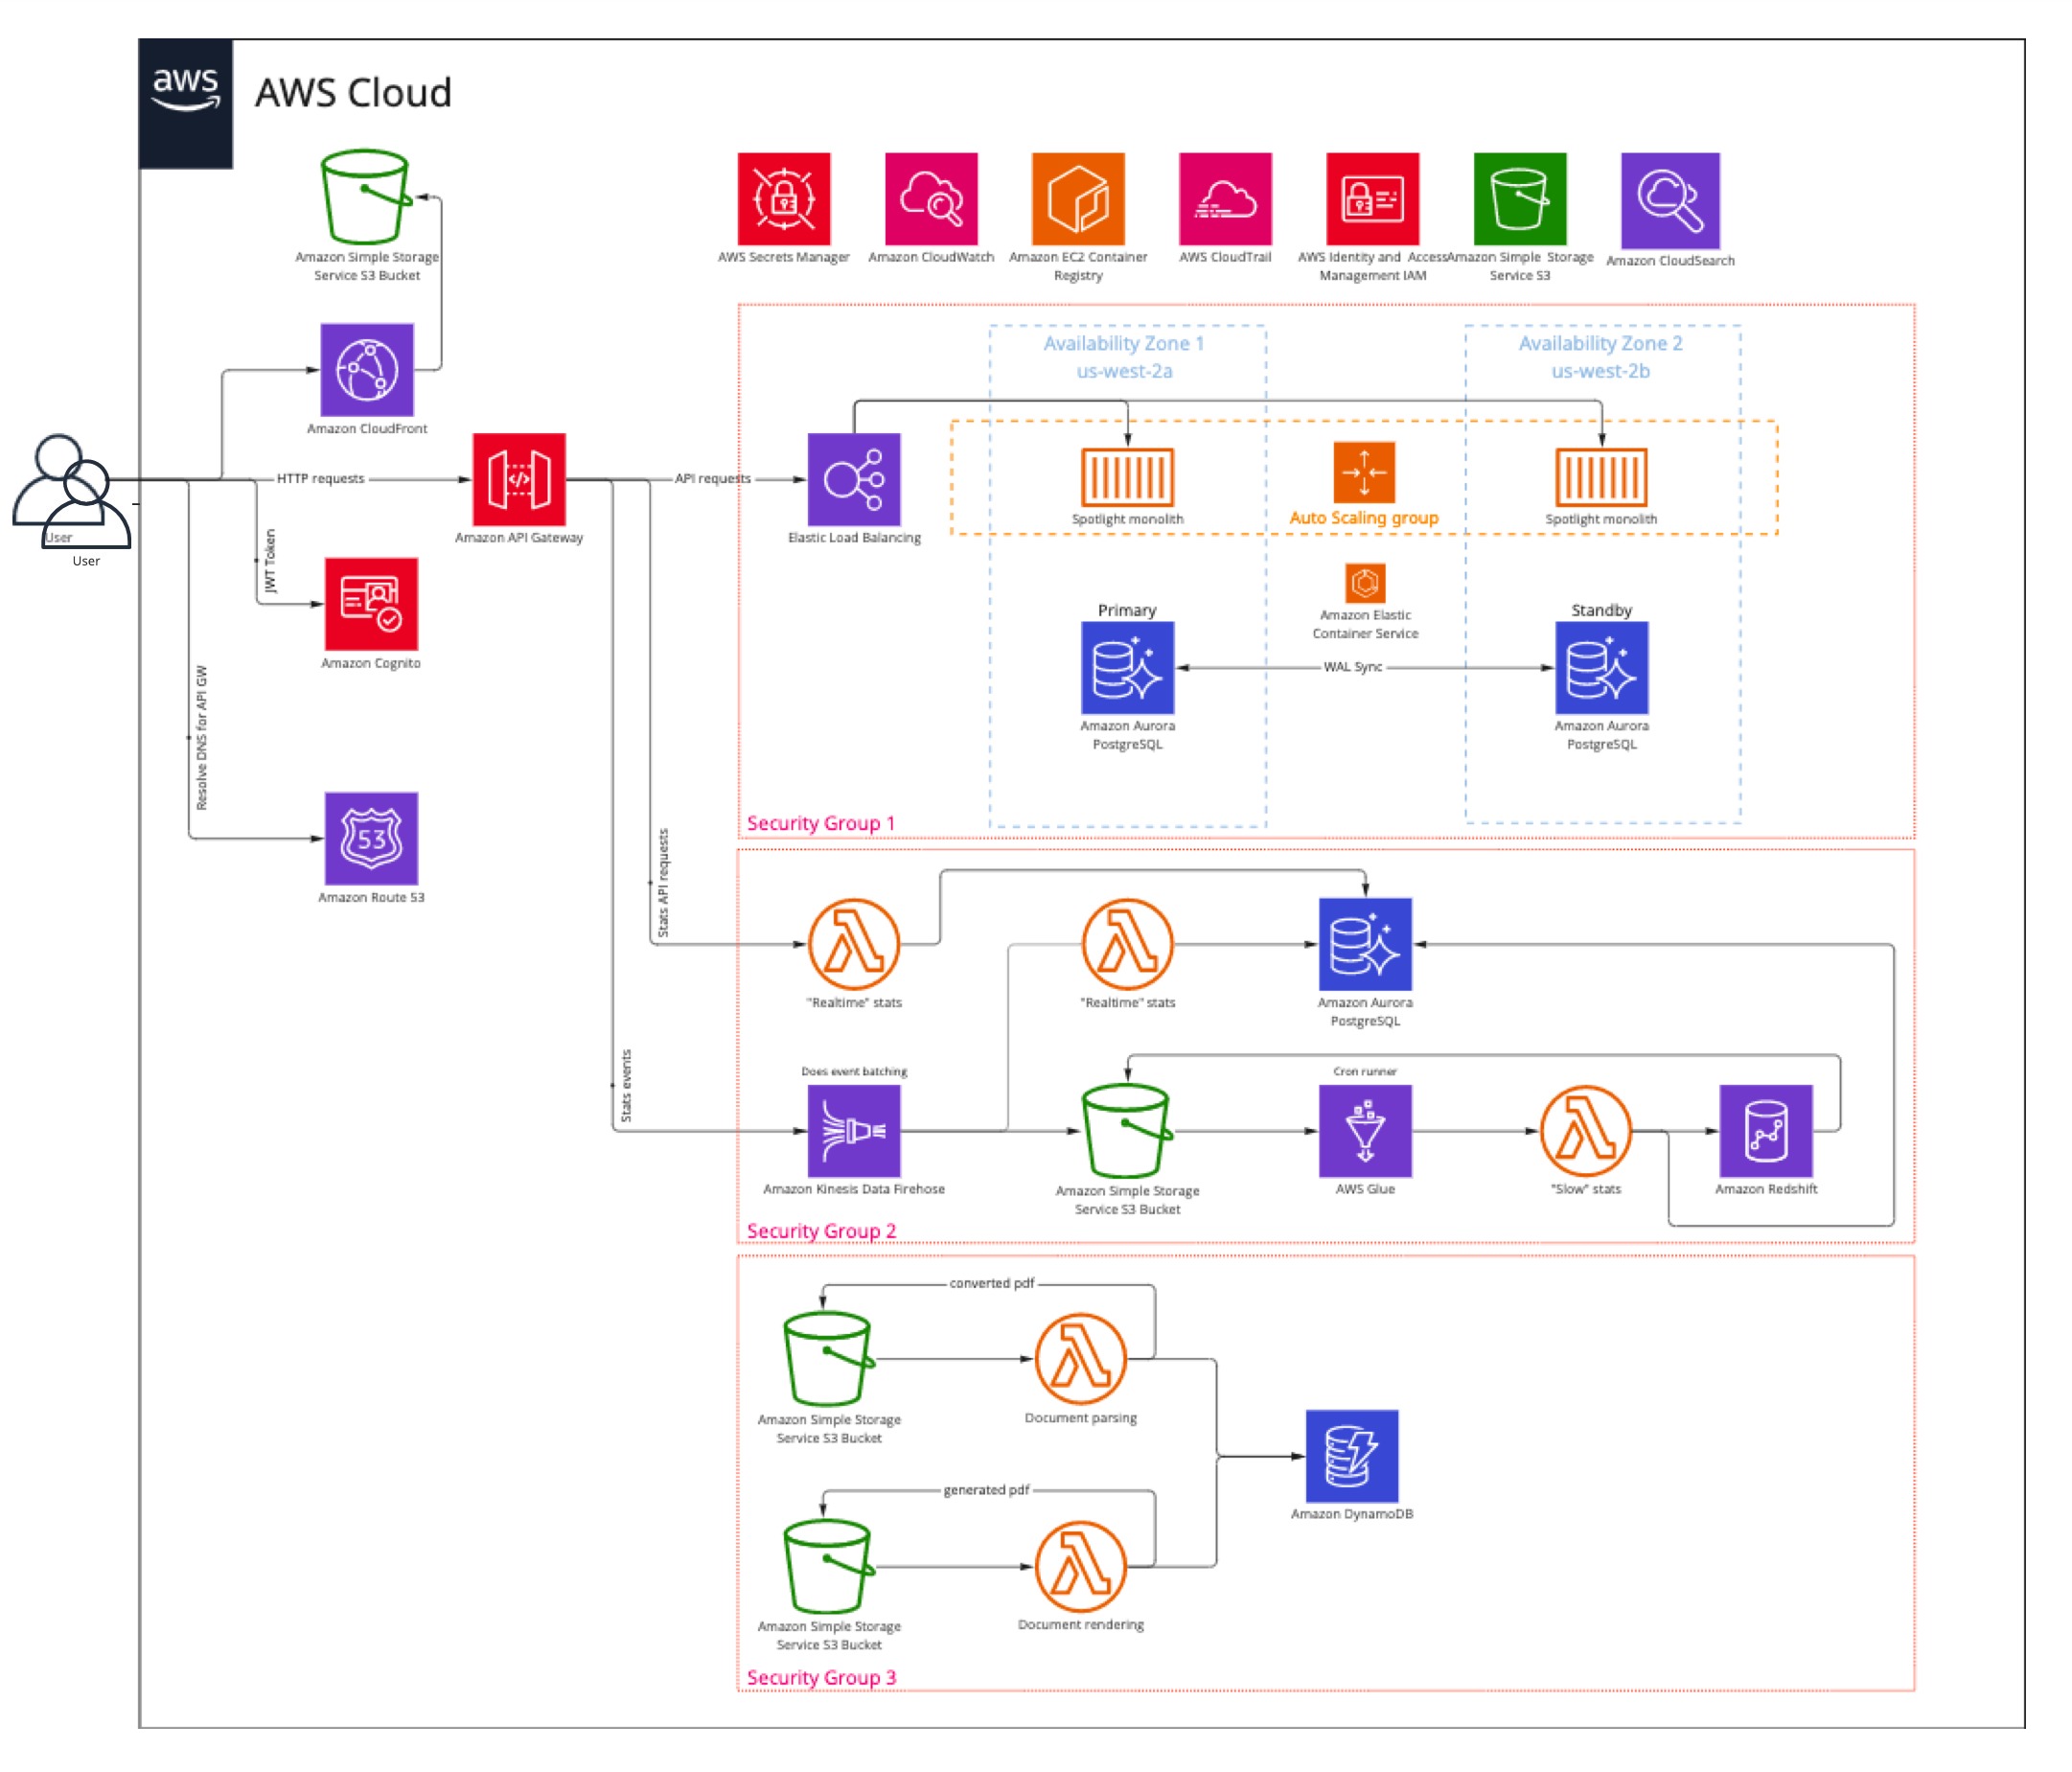 aws
AWS Cloud
Amazon Simple Storage
Service S3 Bucket
AWS Secrets Manager
Amazon CloudWatch
Amazon EC2 Container
Registry
AWS CloudTrail
AWS Identity and Access
Management IAM
Amazon Simple Storage
Service S3
Amazon CloudSearch
Amazon CloudFront
User
User
HTTP requests
Amazon API Gateway
JWT Token
Amazon Cognito
Resolve DNS for API GW
53
Amazon Route 53
API requests
Stats API requests
Stats events
Availability Zone 1
us-west-2a
Availability Zone 2
us-west-2b
Elastic Load Balancing
Spotlight monolith
Auto Scaling group
Spotlight monolith
Amazon Elastic
Container Service
Primary
Standby
WAL Sync
Amazon Aurora
PostgreSQL
Amazon Aurora
PostgreSQL
Security Group 1
"Realtime" stats
"Realtime" stats
Amazon Aurora
PostgreSQL
Does event batching
Cron runner
Amazon Kinesis Data Firehose
Amazon Simple Storage
Service S3 Bucket
AWS Glue
"Slow" stats
Amazon Redshift
Security Group 2
converted pdf
Amazon Simple Storage
Service S3 Bucket
Document parsing
Amazon DynamoDB
generated pdf
Amazon Simple Storage
Service S3 Bucket
Document rendering
Security Group 3